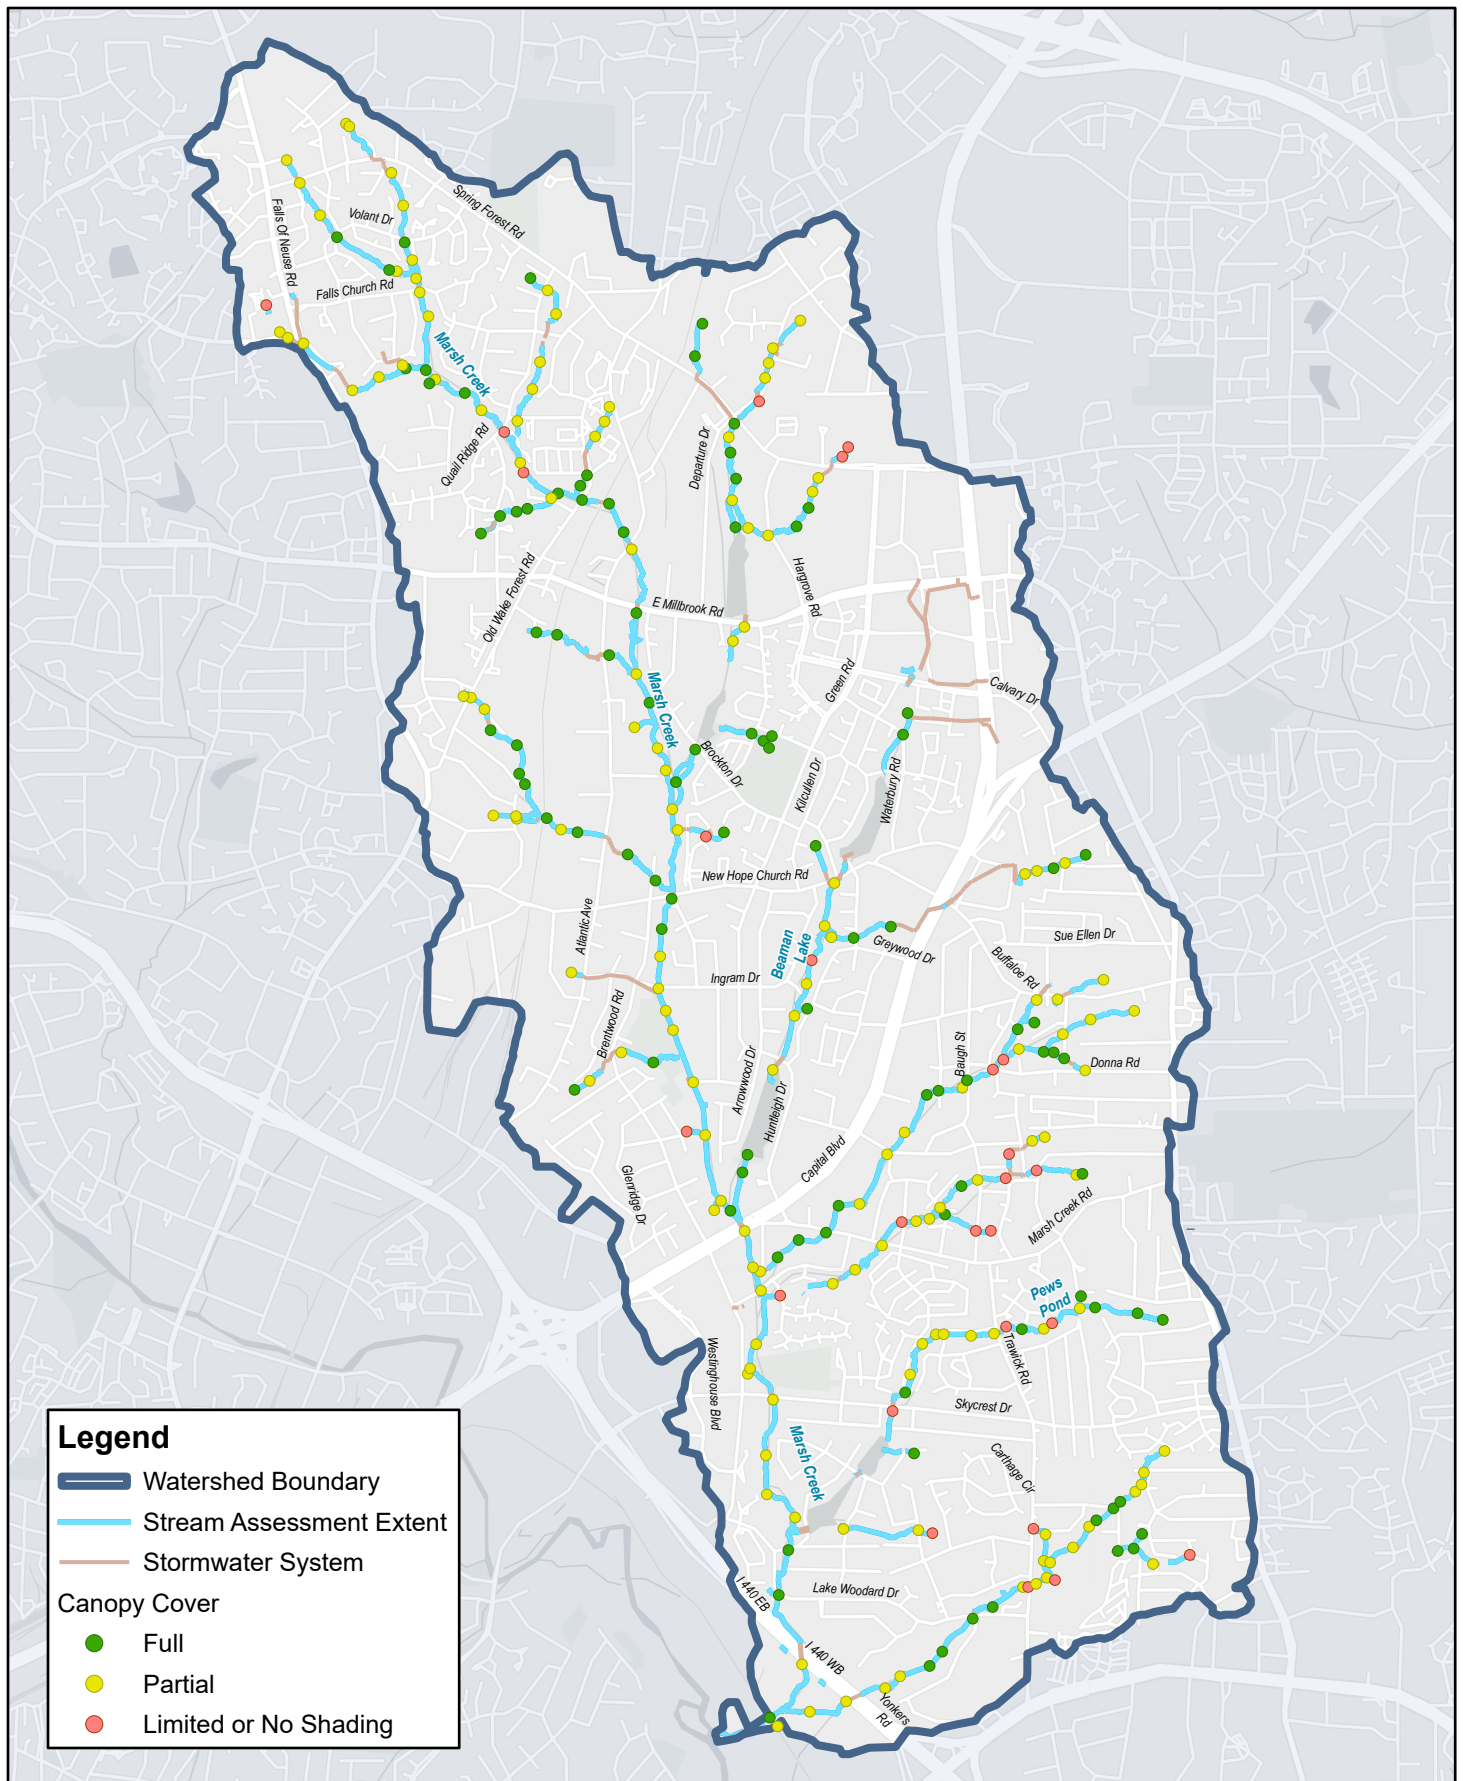 Spring Forest Rd
Falls Of Neuse Rd
Volant Dr
Falls Church Rd
Marsh Creek
Quail Ridge Rd
Departure Dr
Old Wake Forest Rd
Hargrove Rd
E Millbrook Rd
Green Rd
Calvary Dr
Marsh Creek
Brockton Dr
Kilcullen Dr
Waterbury Rd
New Hope Church Rd
Atlantic Ave
Beaman
Lake
Greywood Dr
Sue Ellen Dr
Buffaloe Rd
Ingram Dr
Brentwood Rd
Arrowwood Dr
Huntleigh Dr
Baugh St
Donna Rd
Capital Blvd
Glenridge Dr
Marsh Creek Rd
Pews
Pond
Trawick Rd
Westinghouse Blvd
Skycrest Dr
Marsh Creek
Carthage Cir
I 440 EB
Lake Woodard Dr
I 440 WB
Yonkers
Rd
Legend
Watershed Boundary
Stream Assessment Extent
Stormwater System
Canopy Cover
Full
Partial
Limited or No Shading